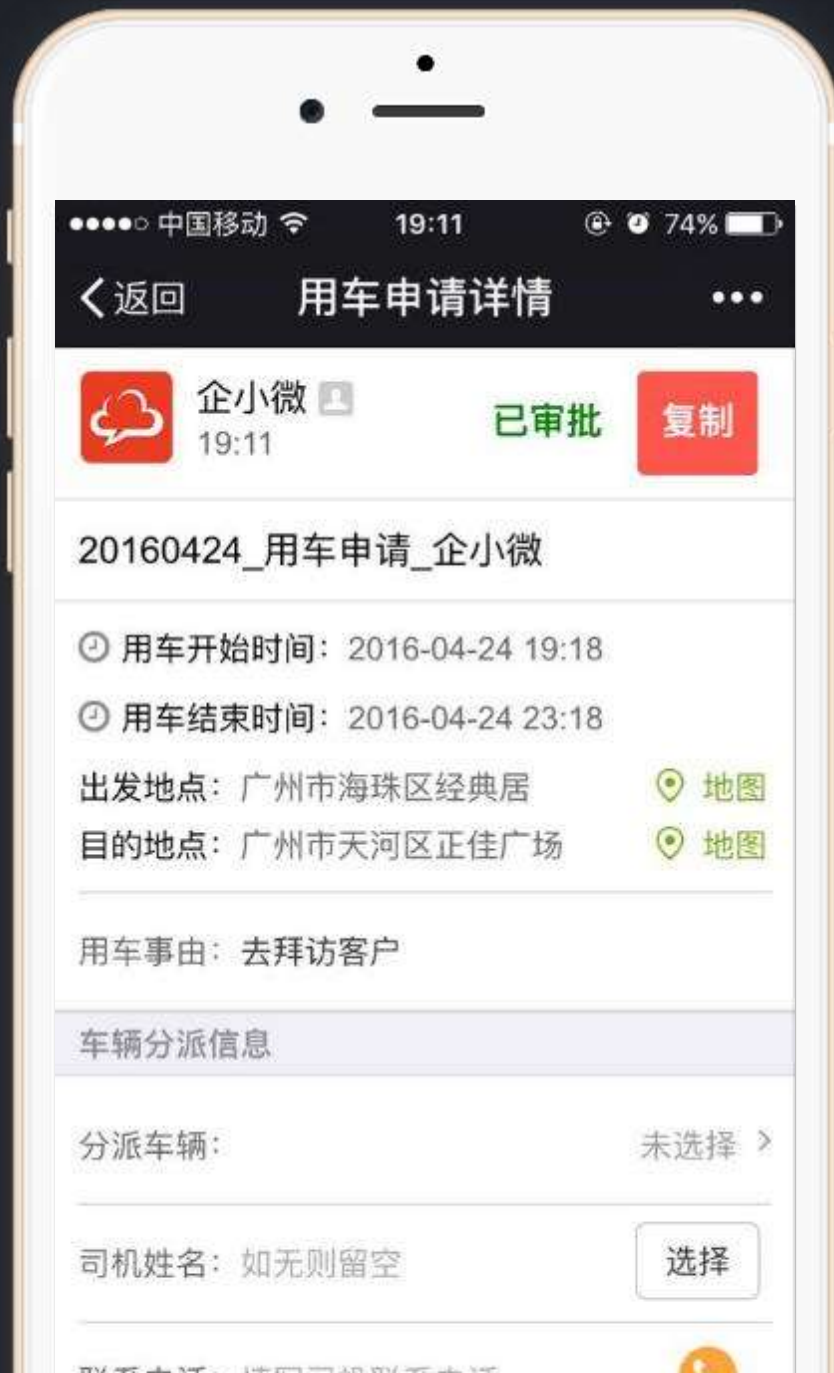 中国移动 19:11 74%
返回 用车申请详情
企小微 已审批 复制
19:11
20160424_用车申请_企小微
用车开始时间：2016-04-24 19:18
用车结束时间：2016-04-24 23:18
出发地点：广州市海珠区经典居 地图
目的地点：广州市天河区正佳广场 地图
用车事由：去拜访客户
车辆分派信息
分派车辆： 未选择
司机姓名：如无则留空 选择